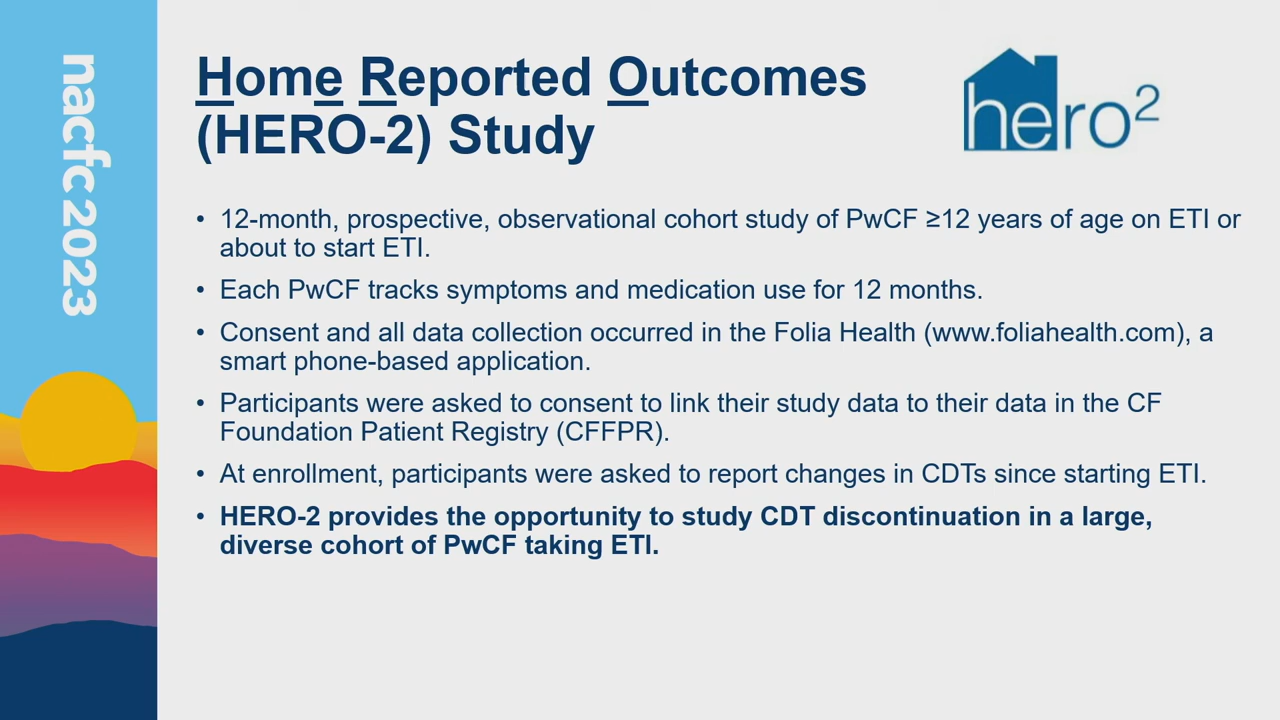 nacfc 2023
Home Reported Outcomes
(HERO-2) Study
hero²
• 12-month, prospective, observational cohort study of PwCF ≥12 years of age on ETI or
about to start ETI.
• Each PwCF tracks symptoms and medication use for 12 months.
• Consent and all data collection occurred in the Folia Health (www.foliahealth.com), a
smart phone-based application.
• Participants were asked to consent to link their study data to their data in the CF
Foundation Patient Registry (CFFPR).
• At enrollment, participants were asked to report changes in CDTs since starting ETI.
• HERO-2 provides the opportunity to study CDT discontinuation in a large,
diverse cohort of PwCF taking ETI.